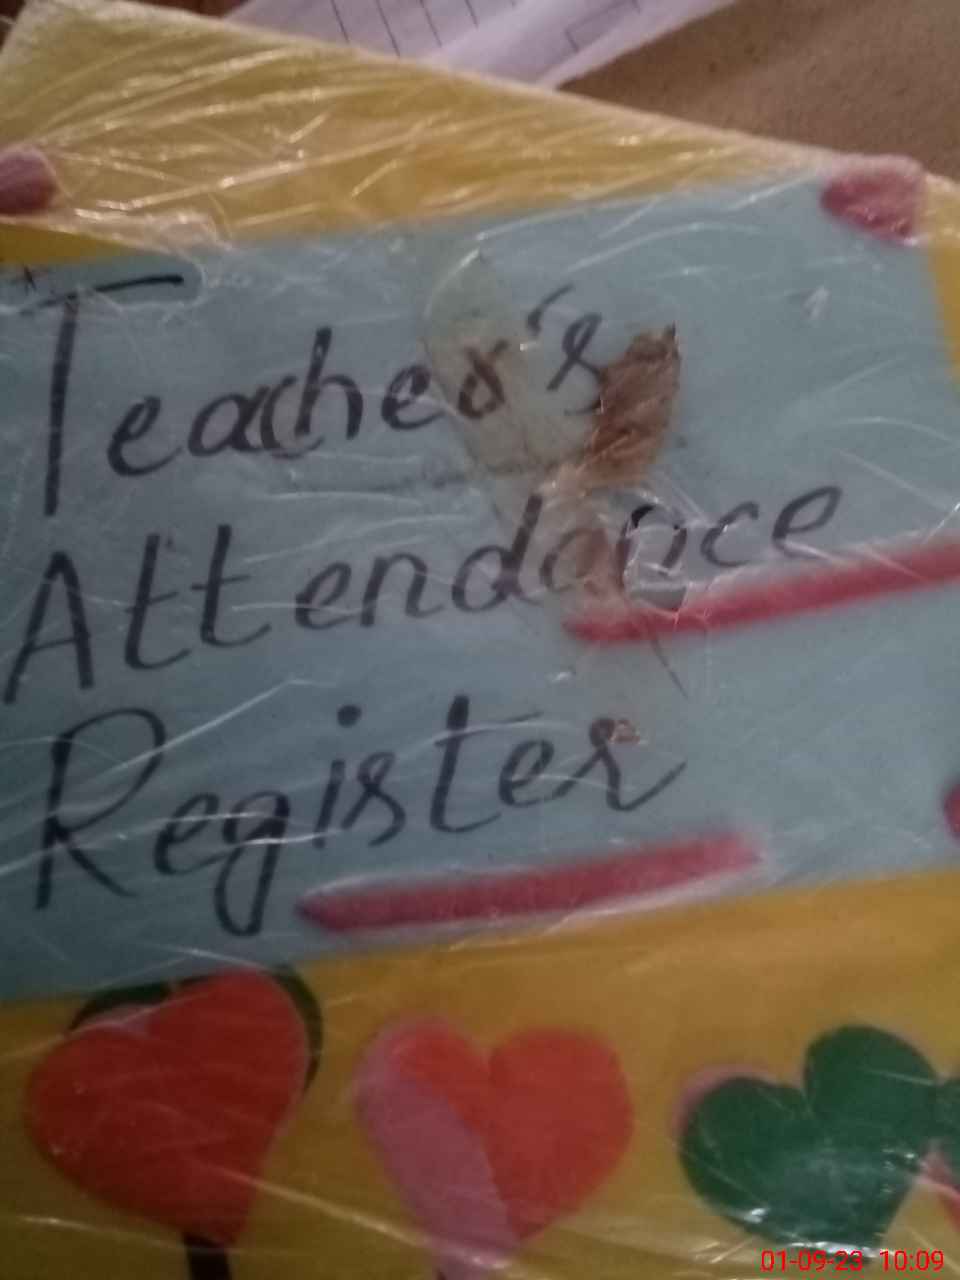 Teacher's
Attendance
Register
01-09-23 10:09